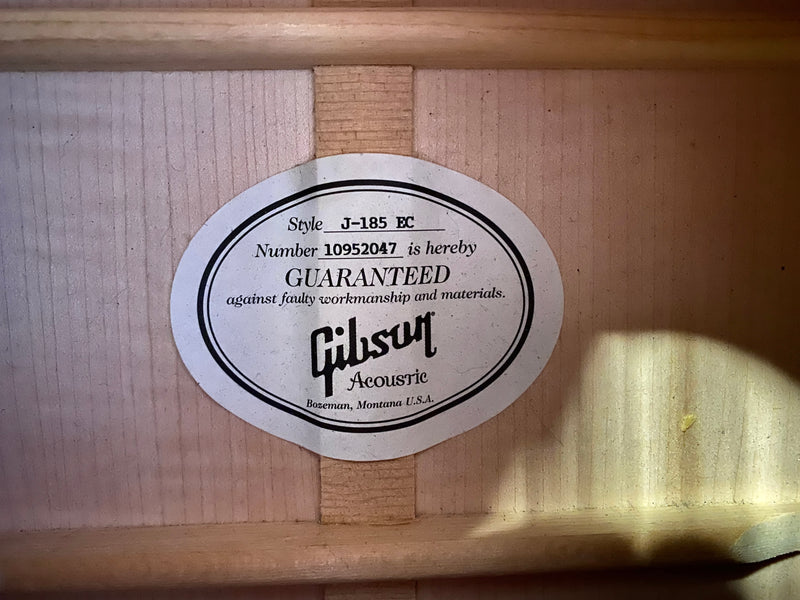 Style J-185 EC
Number 10952047 is hereby
GUARANTEED
against faulty workmanship and materials.
Gibson
Acoustic
Bozeman, Montana U.S.A.